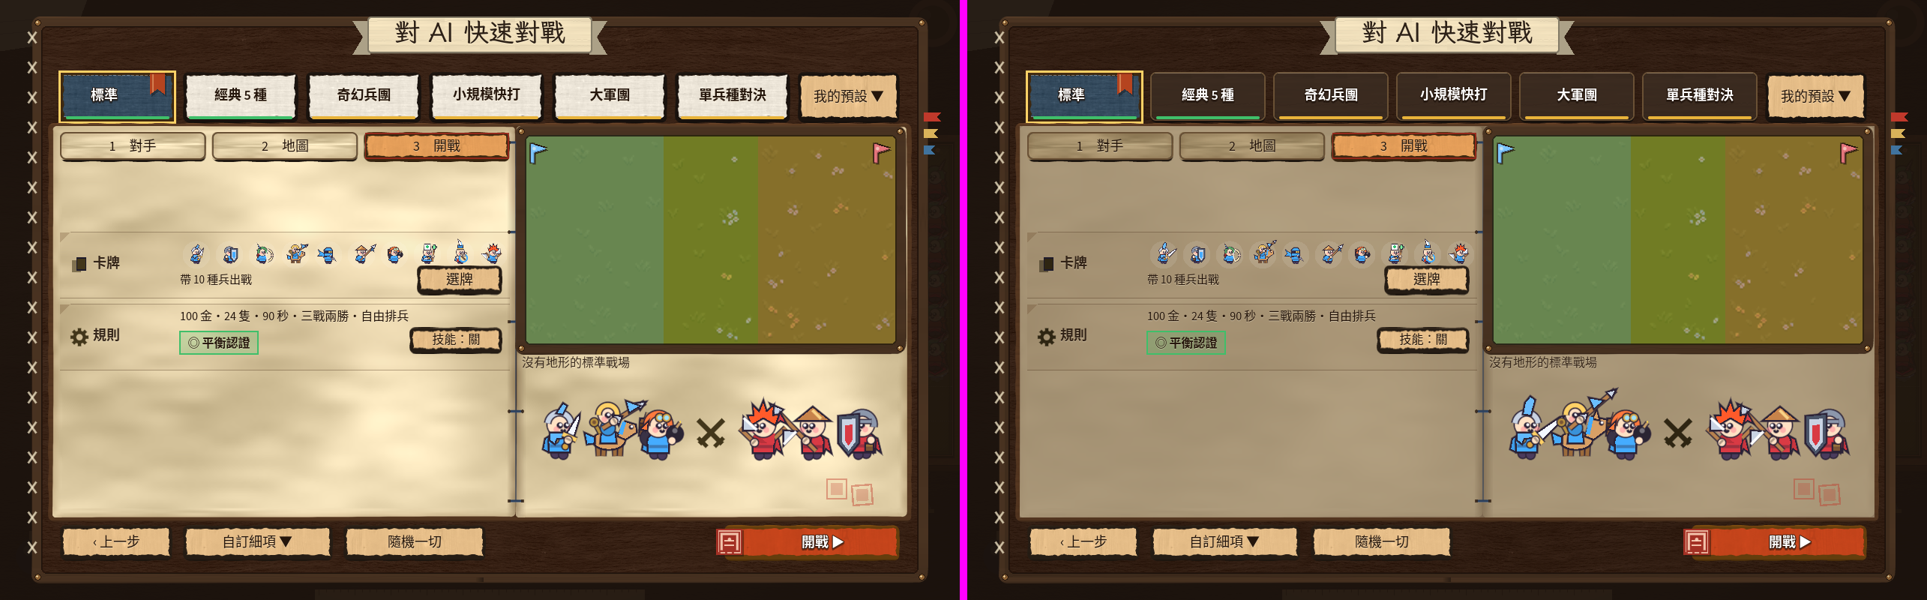 對 AI 快速對戰
標準 經典 5 種 奇幻兵團 小規模快打 大軍團 單兵種對決 我的預設 ▼
1 對手 2 地圖 3 開戰
卡牌
帶 10 種兵出戰
選牌
規則
100 金・24 隻・90 秒・三戰兩勝・自由排兵
◎平衡認證
技能：關
沒有地形的標準戰場
‹ 上一步 自訂細項 ▼ 隨機一切 開戰 ▶
對 AI 快速對戰
標準 經典 5 種 奇幻兵團 小規模快打 大軍團 單兵種對決 我的預設 ▼
1 對手 2 地圖 3 開戰
卡牌
帶 10 種兵出戰
選牌
規則
100 金・24 隻・90 秒・三戰兩勝・自由排兵
◎平衡認證
技能：關
沒有地形的標準戰場
‹ 上一步 自訂細項 ▼ 隨機一切 開戰 ▶